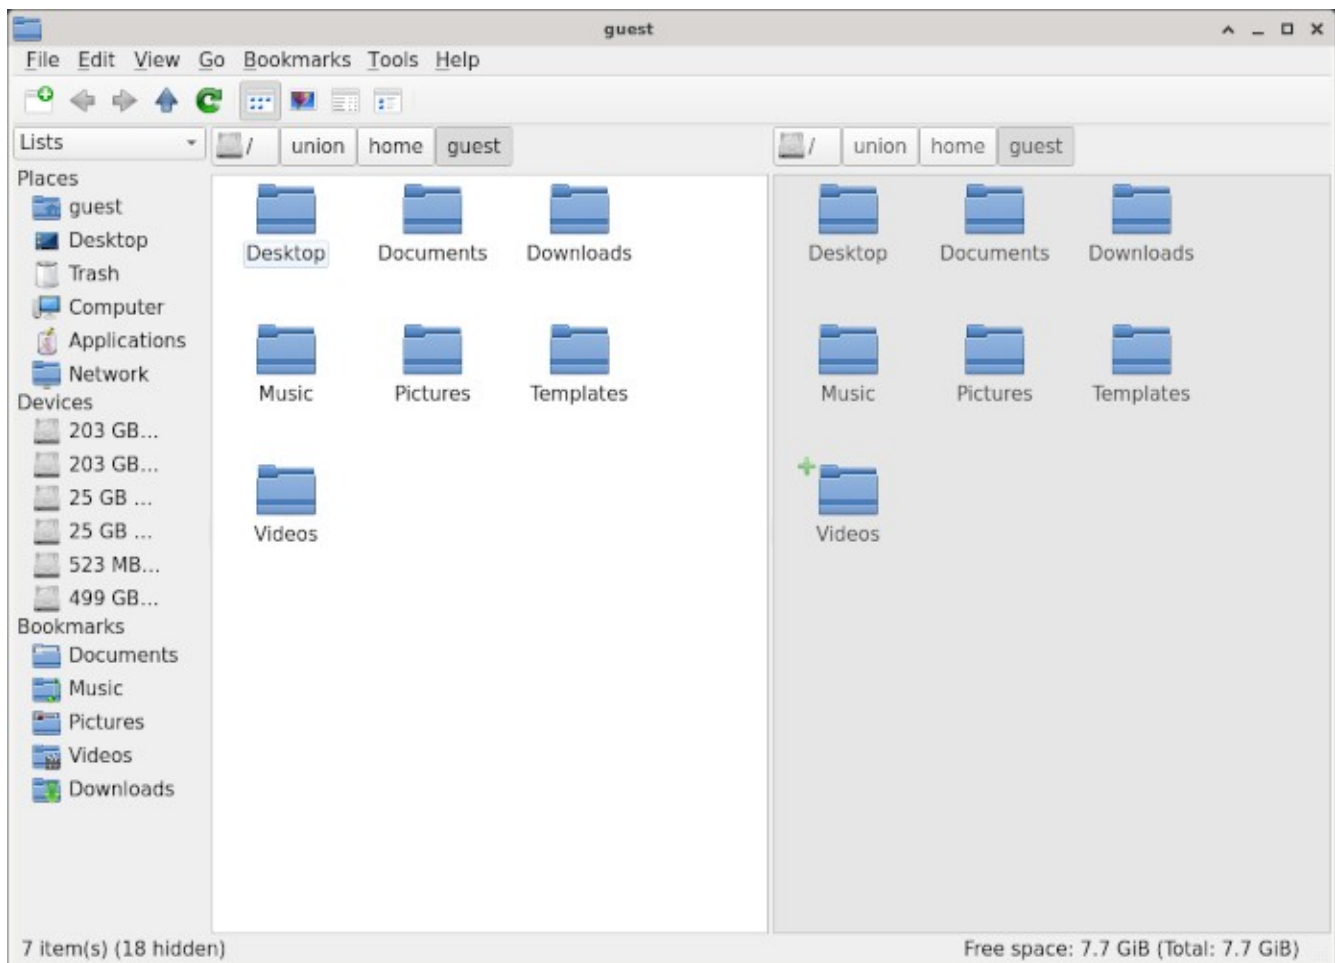 guest
File Edit View Go Bookmarks Tools Help
Lists
/ union home guest
/ union home guest
Places
guest
Desktop
Trash
Computer
Applications
Network
Devices
203 GB...
203 GB...
25 GB ...
25 GB ...
523 MB...
499 GB...
Bookmarks
Documents
Music
Pictures
Videos
Downloads
Desktop Documents Downloads
Music Pictures Templates
Videos
Desktop Documents Downloads
Music Pictures Templates
Videos
7 item(s) (18 hidden)
Free space: 7.7 GiB (Total: 7.7 GiB)